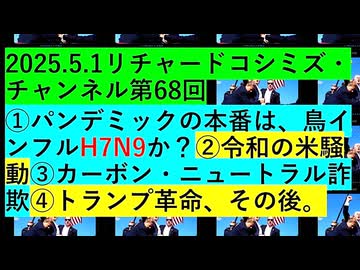 2025.5.1リチャードコシミズ・
チャンネル第68回
①パンデミックの本番は、鳥イ
ンフルH7N9か？②令和の米騒
動③カーボン・ニュートラル詐
欺④トランプ革命、その後。